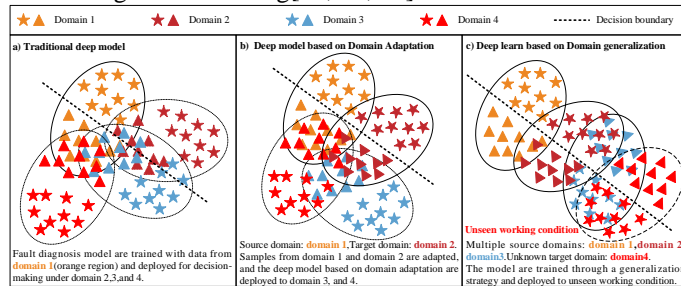 Domain 1 Domain 2 Domain 3 Domain 4 Decision boundary
a) Traditional deep model
b) Deep model based on Domain Adaptation
c) Deep learn based on Domain generalization
Fault diagnosis model are trained with data from
domain 1(orange region) and deployed for decision-
making under domain 2,3,and 4.
Source domain: domain 1,Target domain: domain 2.
Samples from domain 1 and domain 2 are adapted,
and the deep model based on domain adaptation are
deployed to domain 3, and 4.
Unseen working condition
Multiple source domains: domain 1,domain 2
domain3.Unknown target domain: domain4.
The model are trained through a generalization
strategy and deployed to unseen working condition.